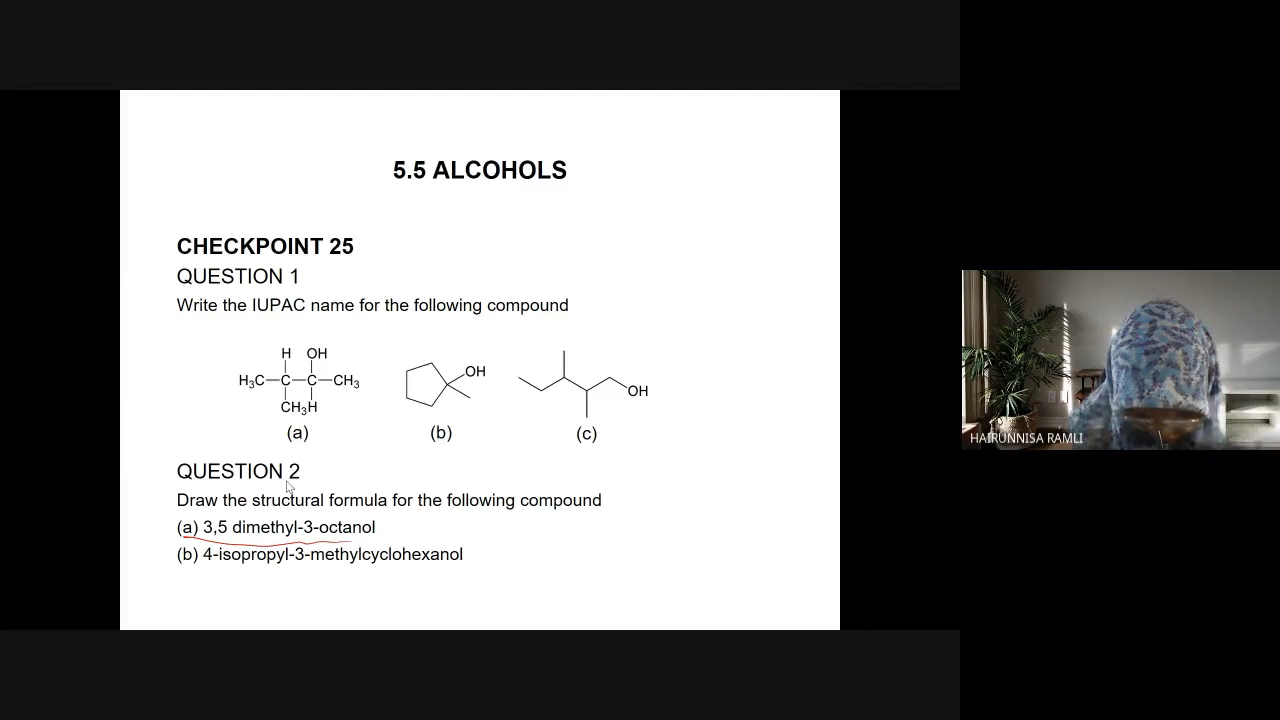 5.5 ALCOHOLS
CHECKPOINT 25
QUESTION 1
Write the IUPAC name for the following compound
H OH
H3C C C CH3
CH3 H
(a)
OH
(b)
OH
(c)
QUESTION 2
Draw the structural formula for the following compound
(a) 3,5 dimethyl-3-octanol
(b) 4-isopropyl-3-methylcyclohexanol
HAIRUNNISA RAMLI